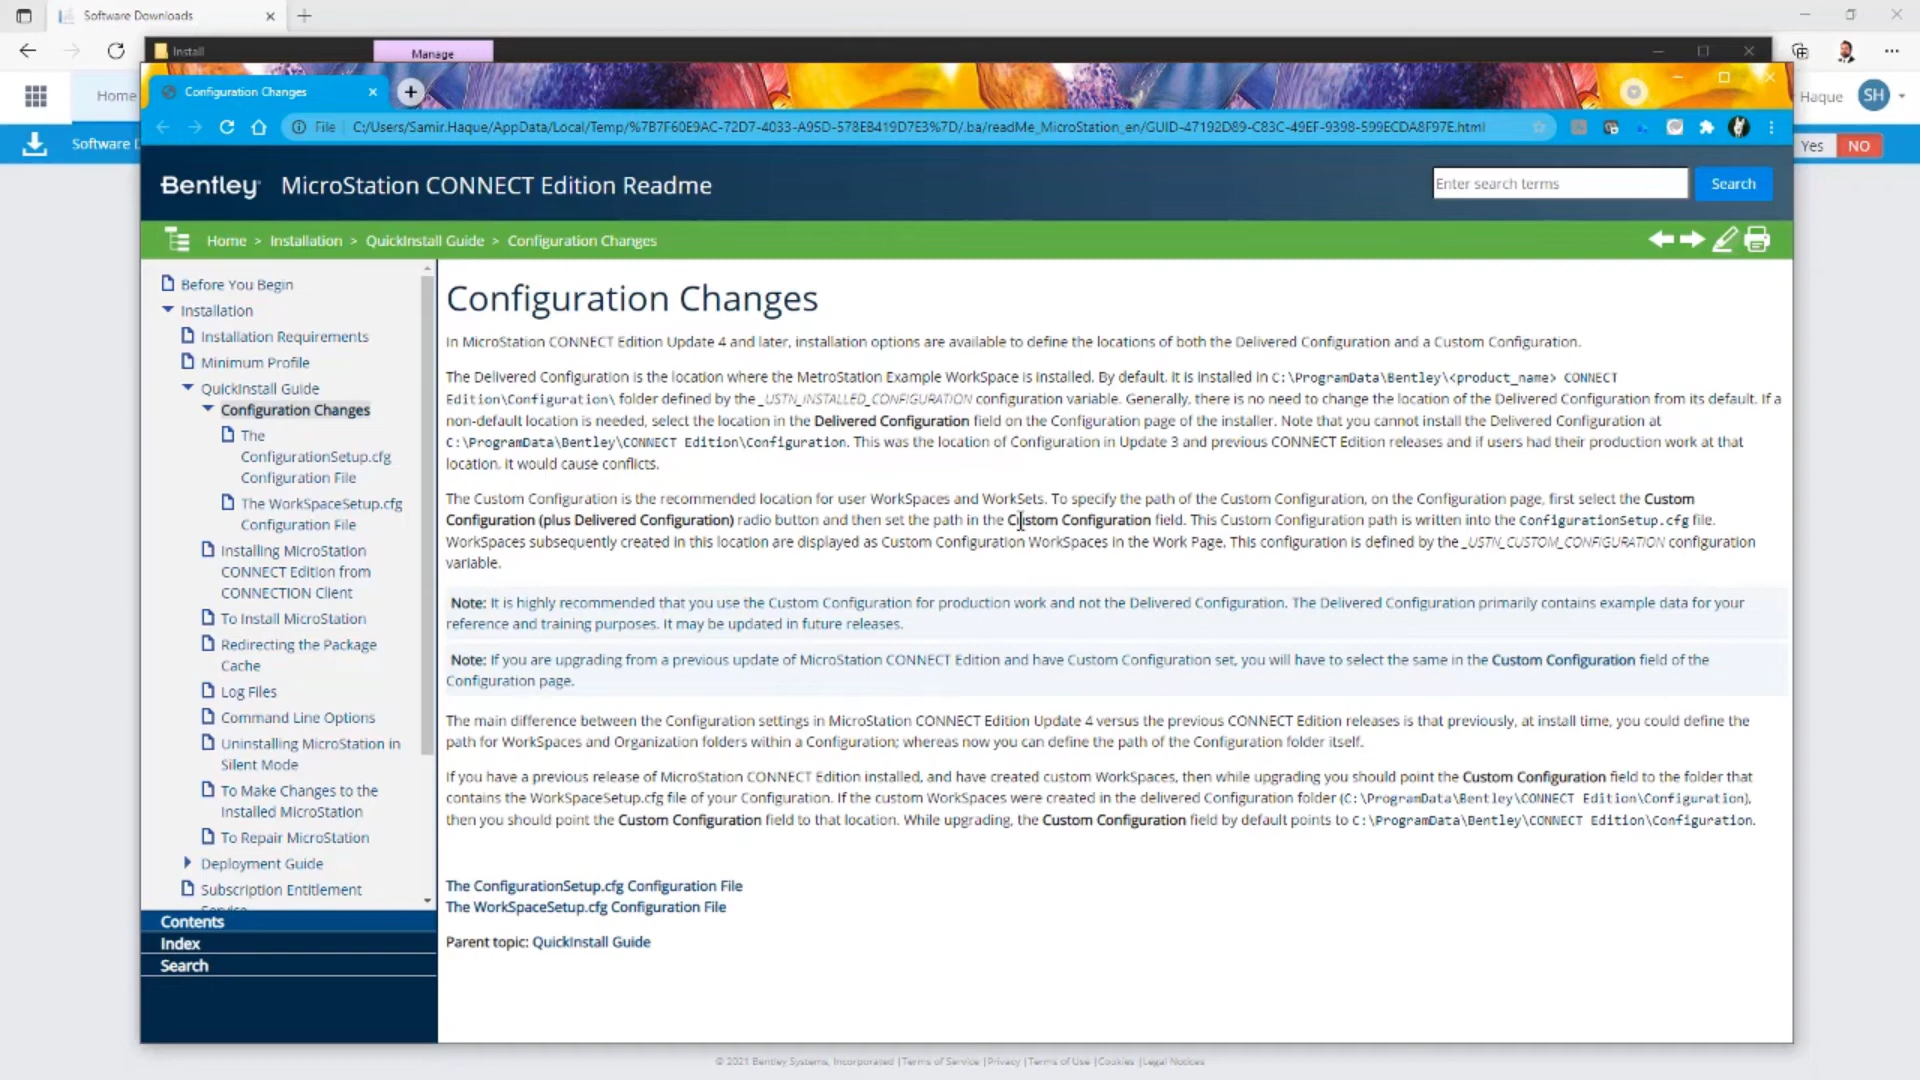 Software Downloads
Install
Manage
Configuration Changes
Home
Haque
SH
File
C:/Users/Samir.Haque/AppData/Local/Temp/%7B7F60E9AC-72D7-4033-A95D-578EB419D7E3%7D/.ba/readMe_MicroStation_en/GUID-47192D89-C83C-49EF-9398-599ECDA8F97E.html
Software D
Yes
NO
Bentley
MicroStation CONNECT Edition Readme
Enter search terms
Search
Home > Installation > QuickInstall Guide > Configuration Changes
Before You Begin
Installation
Installation Requirements
Minimum Profile
QuickInstall Guide
Configuration Changes
The
ConfigurationSetup.cfg
Configuration File
The WorkSpaceSetup.cfg
Configuration File
Installing MicroStation
CONNECT Edition from
CONNECTION Client
To Install MicroStation
Redirecting the Package
Cache
Log Files
Command Line Options
Uninstalling MicroStation in
Silent Mode
To Make Changes to the
Installed MicroStation
To Repair MicroStation
Deployment Guide
Subscription Entitlement
Service
Contents
Index
Search
Configuration Changes
In MicroStation CONNECT Edition Update 4 and later, installation options are available to define the locations of both the Delivered Configuration and a Custom Configuration.
The Delivered Configuration is the location where the MetroStation Example WorkSpace is installed. By default. it is installed in C:\ProgramData\Bentley\<product_name> CONNECT
Edition\Configuration\ folder defined by the _USTN_INSTALLED_CONFIGURATION configuration variable. Generally, there is no need to change the location of the Delivered Configuration from its default. If a
non-default location is needed, select the location in the Delivered Configuration field on the Configuration page of the installer. Note that you cannot install the Delivered Configuration at
C:\ProgramData\Bentley\CONNECT Edition\Configuration. This was the location of Configuration in Update 3 and previous CONNECT Edition releases and if users had their production work at that
location, it would cause conflicts.
The Custom Configuration is the recommended location for user WorkSpaces and WorkSets. To specify the path of the Custom Configuration, on the Configuration page, first select the Custom
Configuration (plus Delivered Configuration) radio button and then set the path in the Custom Configuration field. This Custom Configuration path is written into the ConfigurationSetup.cfg file.
WorkSpaces subsequently created in this location are displayed as Custom Configuration WorkSpaces in the Work Page. This configuration is defined by the _USTN_CUSTOM_CONFIGURATION configuration
variable.
Note: It is highly recommended that you use the Custom Configuration for production work and not the Delivered Configuration. The Delivered Configuration primarily contains example data for your
reference and training purposes. It may be updated in future releases.
Note: If you are upgrading from a previous update of MicroStation CONNECT Edition and have Custom Configuration set, you will have to select the same in the Custom Configuration field of the
Configuration page.
The main difference between the Configuration settings in MicroStation CONNECT Edition Update 4 versus the previous CONNECT Edition releases is that previously, at install time, you could define the
path for WorkSpaces and Organization folders within a Configuration; whereas now you can define the path of the Configuration folder itself.
If you have a previous release of MicroStation CONNECT Edition installed, and have created custom WorkSpaces, then while upgrading you should point the Custom Configuration field to the folder that
contains the WorkSpaceSetup.cfg file of your Configuration. If the custom WorkSpaces were created in the delivered Configuration folder (C:\ProgramData\Bentley\CONNECT Edition\Configuration),
then you should point the Custom Configuration field to that location. While upgrading, the Custom Configuration field by default points to C:\ProgramData\Bentley\CONNECT Edition\Configuration.
The ConfigurationSetup.cfg Configuration File
The WorkSpaceSetup.cfg Configuration File
Parent topic: QuickInstall Guide
© 2021 Bentley Systems, Incorporated |Terms of Service |Privacy |Terms of Use |Cookies |Legal Notices